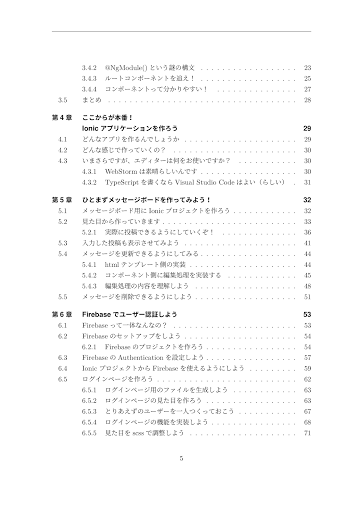 3.4.2 @NgModule() という謎の構文 . . . . . . . . . . . . . . . . . . 23
3.4.3 ルートコンポーネントを追え！ . . . . . . . . . . . . . . . . . . 25
3.4.4 コンポーネントって分かりやすい！ . . . . . . . . . . . . . . . 27
3.5 まとめ . . . . . . . . . . . . . . . . . . . . . . . . . . . . 28
第 4 章 ここからが本番！
Ionic アプリケーションを作ろう 29
4.1 どんなアプリを作るんでしょうか . . . . . . . . . . . . . . . . . . 29
4.2 どんな感じで作っていくの？ . . . . . . . . . . . . . . . . . . . 30
4.3 いまさらですが、エディターは何をお使いですか？ . . . . . . . . . 30
4.3.1 WebStorm は素晴らしいんです . . . . . . . . . . . . . . . . . 30
4.3.2 TypeScript を書くなら Visual Studio Code はよい（らしい） . 31
第 5 章 ひとまずメッセージボードを作ってみよう！ 32
5.1 メッセージボード用に Ionic プロジェクトを作ろう . . . . . . . . . . 32
5.2 見た目から作っていきます . . . . . . . . . . . . . . . . . . . . 33
5.2.1 実際に投稿できるようにしていくぞ！ . . . . . . . . . . . . . . 36
5.3 入力した投稿も表示させてみよう . . . . . . . . . . . . . . . . . 41
5.4 メッセージを更新できるようにしてみる . . . . . . . . . . . . . . . 44
5.4.1 html テンプレート側の実装 . . . . . . . . . . . . . . . . . . 44
5.4.2 コンポーネント側に編集処理を実装する . . . . . . . . . . . . . 45
5.4.3 編集処理の内容を理解しよう . . . . . . . . . . . . . . . . . . 48
5.5 メッセージを削除できるようにしよう . . . . . . . . . . . . . . . . 51
第 6 章 Firebase でユーザー認証しよう 53
6.1 Firebase って一体なんなの？ . . . . . . . . . . . . . . . . . . . 53
6.2 Firebase のセットアップをしよう . . . . . . . . . . . . . . . . . 54
6.2.1 Firebase のプロジェクトを作ろう . . . . . . . . . . . . . . . . 54
6.3 Firebase の Authentication を設定しよう . . . . . . . . . . . . . . 57
6.4 Ionic プロジェクトから Firebase を使えるようにしよう . . . . . . . . 59
6.5 ログインページを作ろう . . . . . . . . . . . . . . . . . . . . . 62
6.5.1 ログインページ用のファイルを生成しよう . . . . . . . . . . . . 63
6.5.2 ログインページの見た目を作ろう . . . . . . . . . . . . . . . . 63
6.5.3 とりあえずのユーザーを一人つくっておこう . . . . . . . . . . . 67
6.5.4 ログインページの機能を実装しよう . . . . . . . . . . . . . . . 68
6.5.5 見た目を scss で調整しよう . . . . . . . . . . . . . . . . . . 71
5